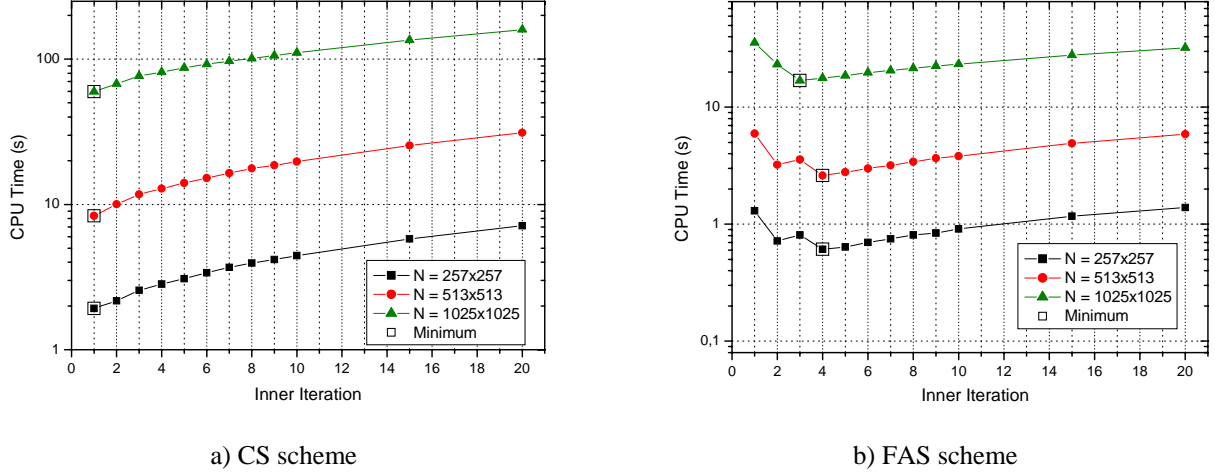 100
10
1
CPU Time (s)
0 2 4 6 8 10 12 14 16 18 20
Inner Iteration
N = 257x257
N = 513x513
N = 1025x1025
Minimum
a) CS scheme
10
1
0,1
CPU Time (s)
0 2 4 6 8 10 12 14 16 18 20
Inner Iteration
N = 257x257
N = 513x513
N = 1025x1025
Minimum
b) FAS scheme